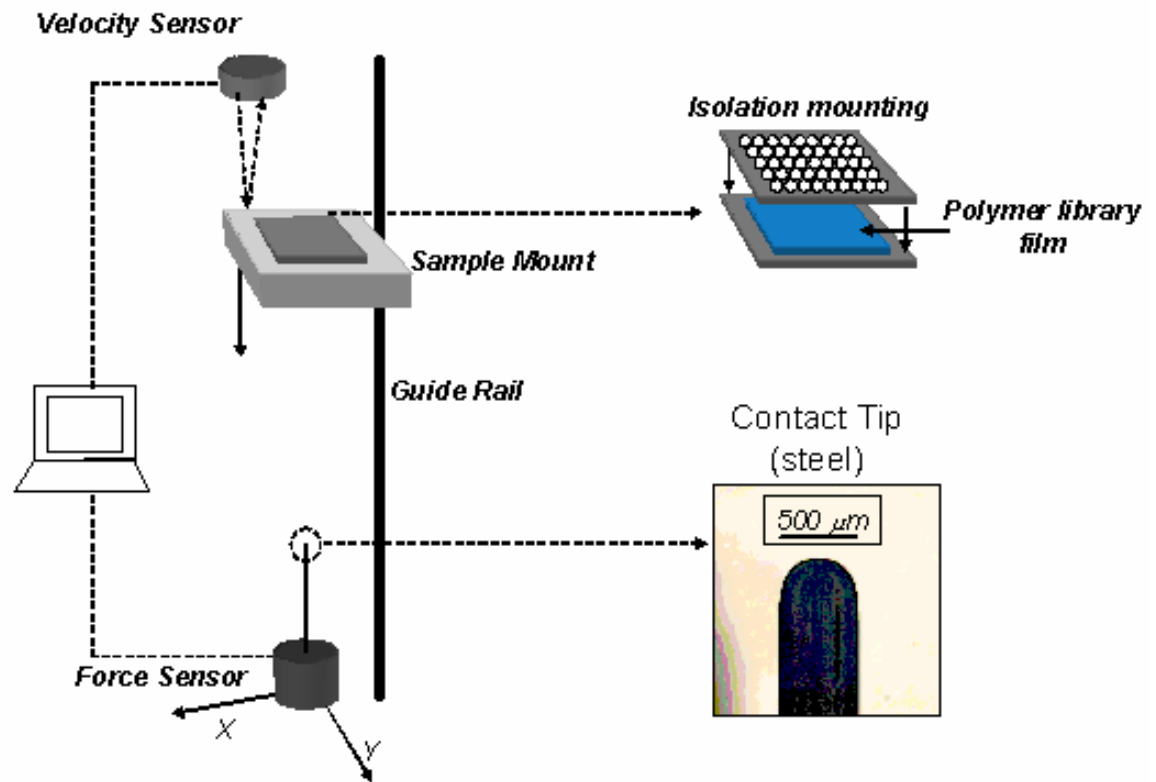 Velocity Sensor
Isolation mounting
Polymer library
film
Sample Mount
Guide Rail
Contact Tip
(steel)
500 μm
Force Sensor
X
Y